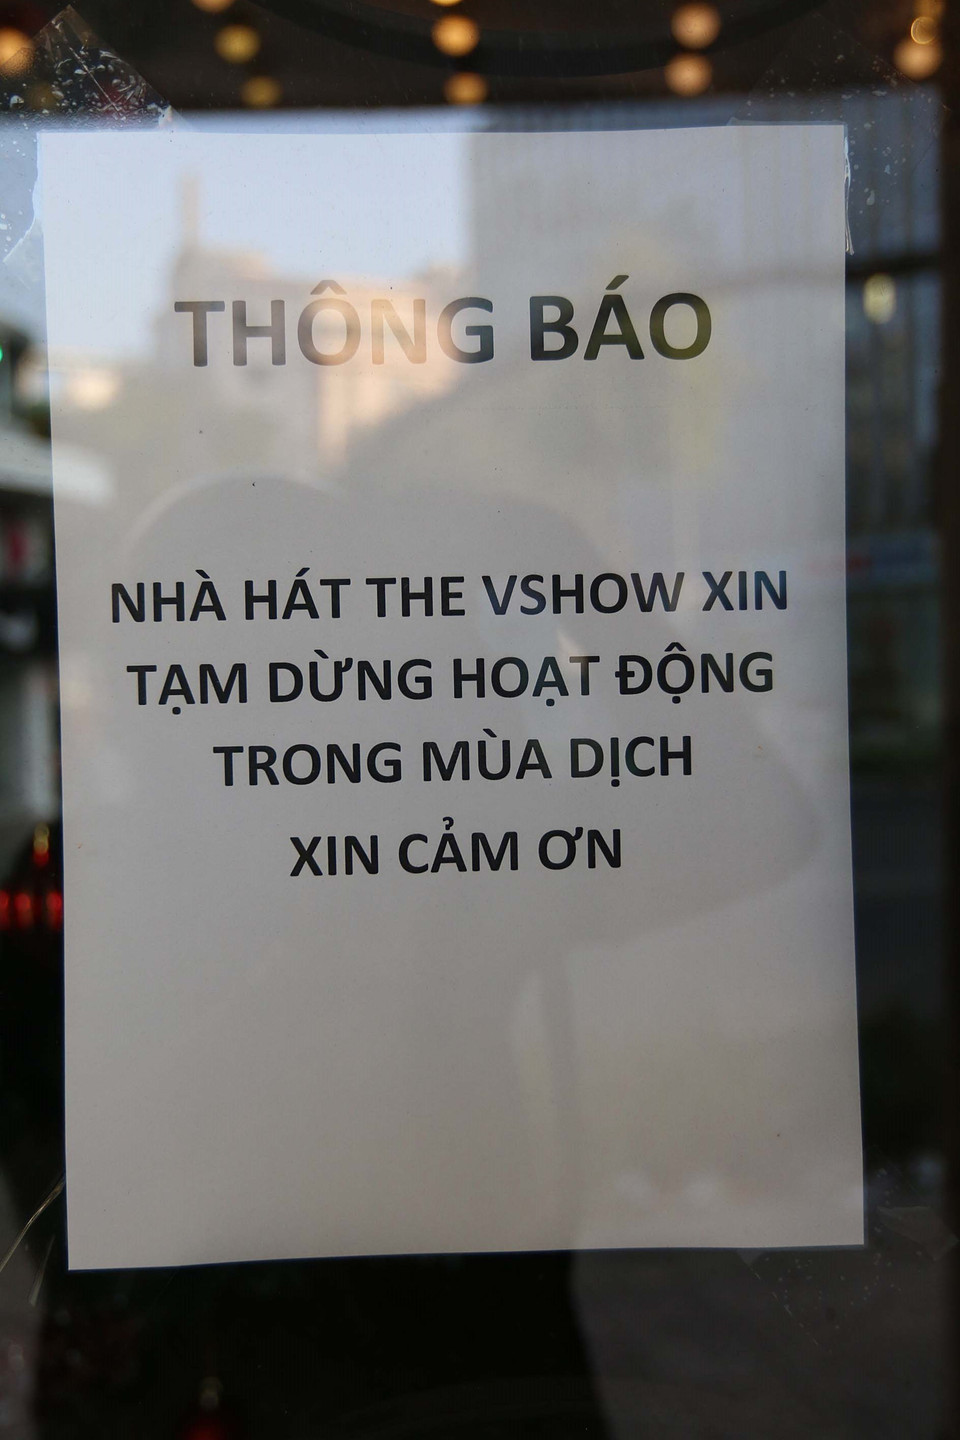 THÔNG BÁO
NHÀ HÁT THE VSHOW XIN
TẠM DỪNG HOẠT ĐỘNG
TRONG MÙA DỊCH
XIN CẢM ƠN